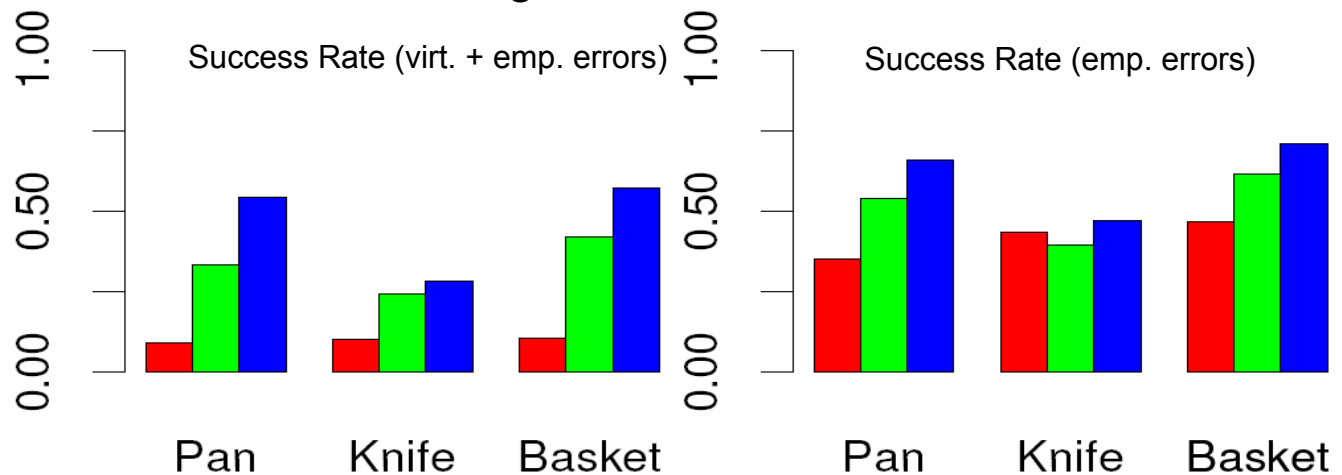 Success Rate (virt. + emp. errors)
1.00
0.50
0.00
Pan Knife Basket
Success Rate (emp. errors)
1.00
0.50
0.00
Pan Knife Basket